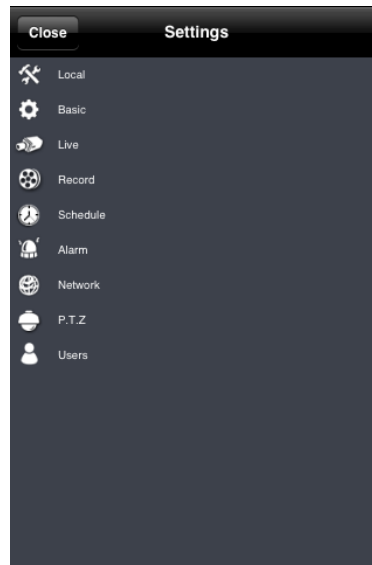 Close Settings
Local
Basic
Live
Record
Schedule
Alarm
Network
P.T.Z
Users